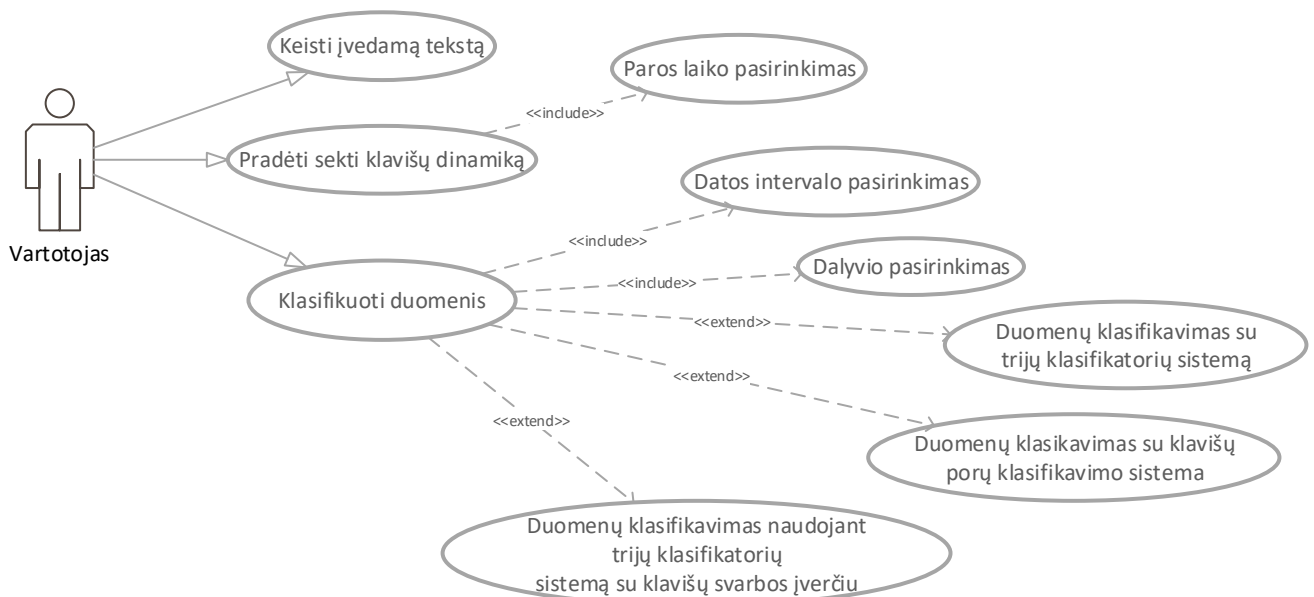 Keisti įvedamą tekstą
Paros laiko pasirinkimas
<<include>>
Pradėti sekti klavišų dinamiką
Vartotojas
Datos intervalo pasirinkimas
<<include>>
Dalyvio pasirinkimas
<<include>>
Klasifikuoti duomenis
<<extend>>
Duomenų klasifikavimas su
trijų klasifikatorių sistemą
<<extend>>
Duomenų klasikavimas su klavišų
porų klasifikavimo sistema
<<extend>>
Duomenų klasifikavimas naudojant
trijų klasifikatorių
sistemą su klavišų svarbos įverčiu